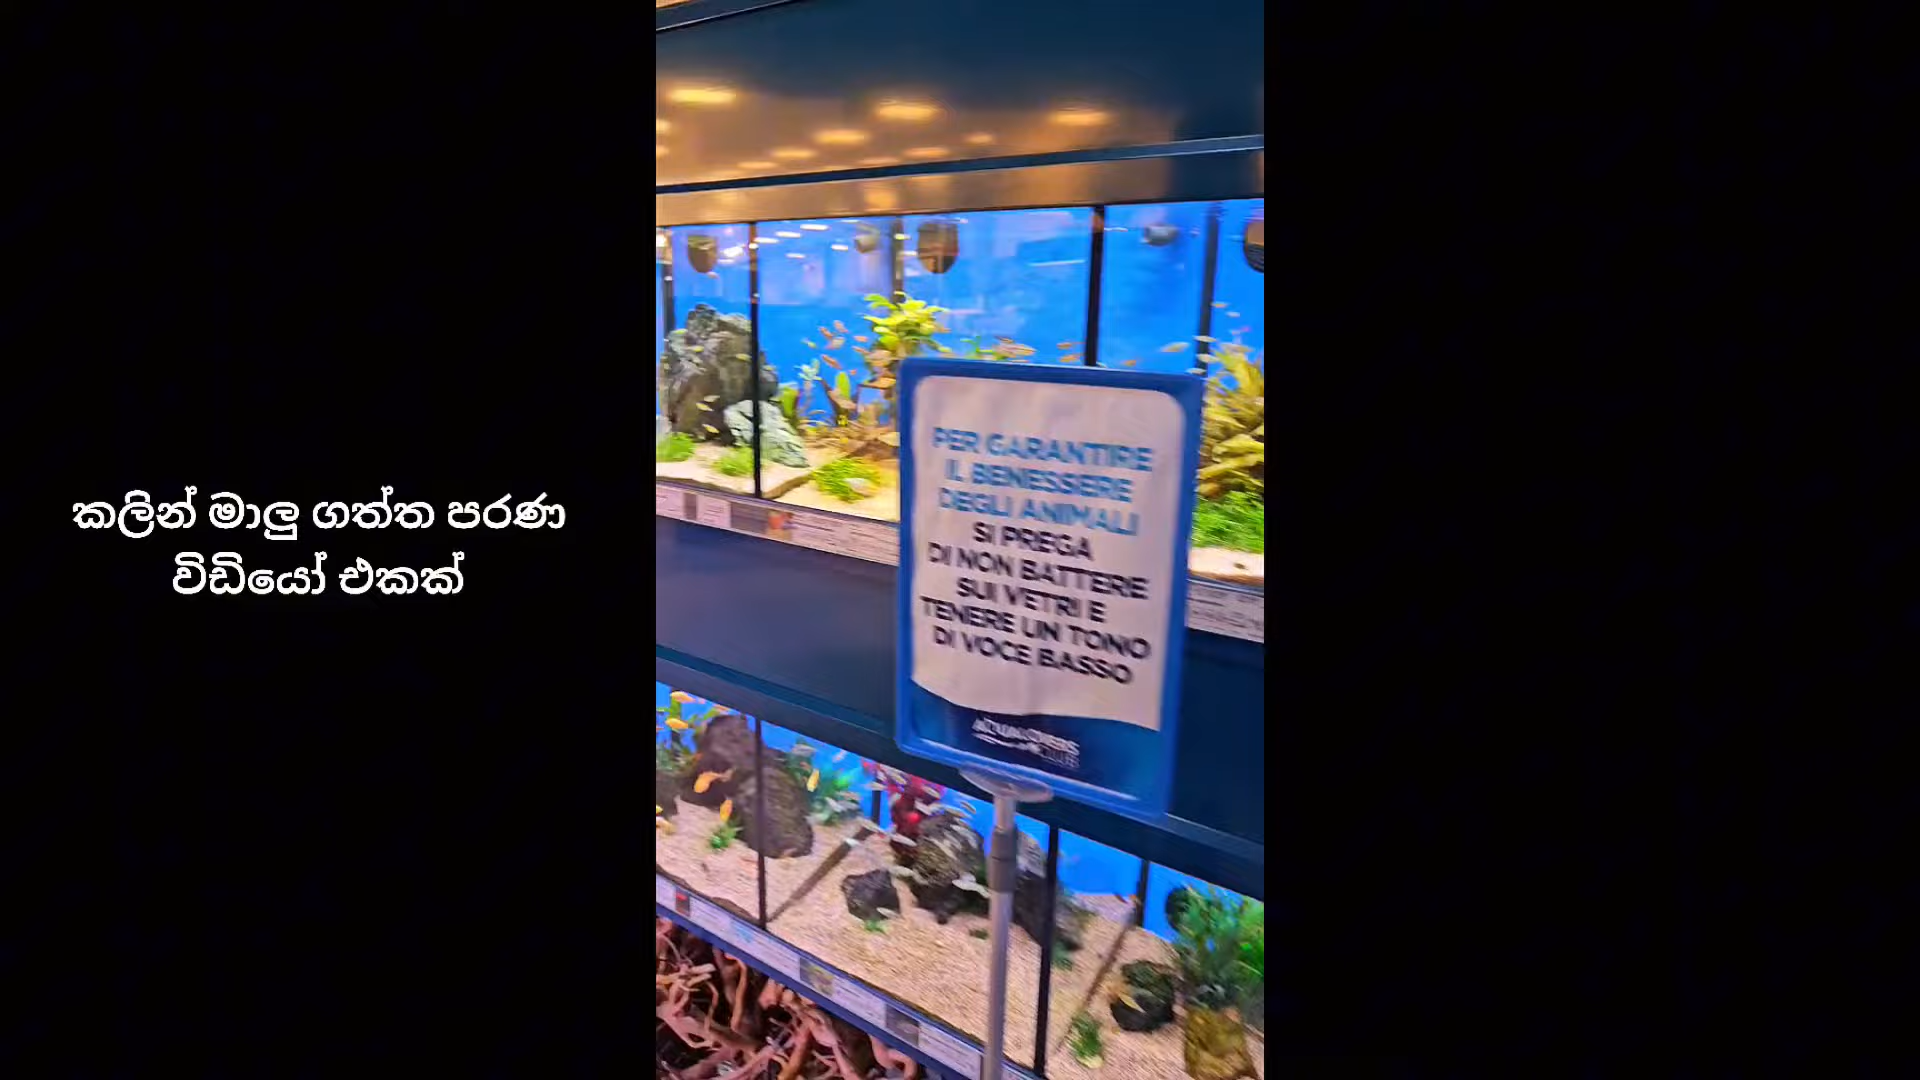 කලින් මාලු ගත්ත පරණ
විඩියෝ එකක්
PER GARANTIRE
IL BENESSERE
DEGLI ANIMALI
SI PREGA
DI NON BATTERE
SUI VETRI E
TENERE UN TONO
DI VOCE BASSO
CLUB